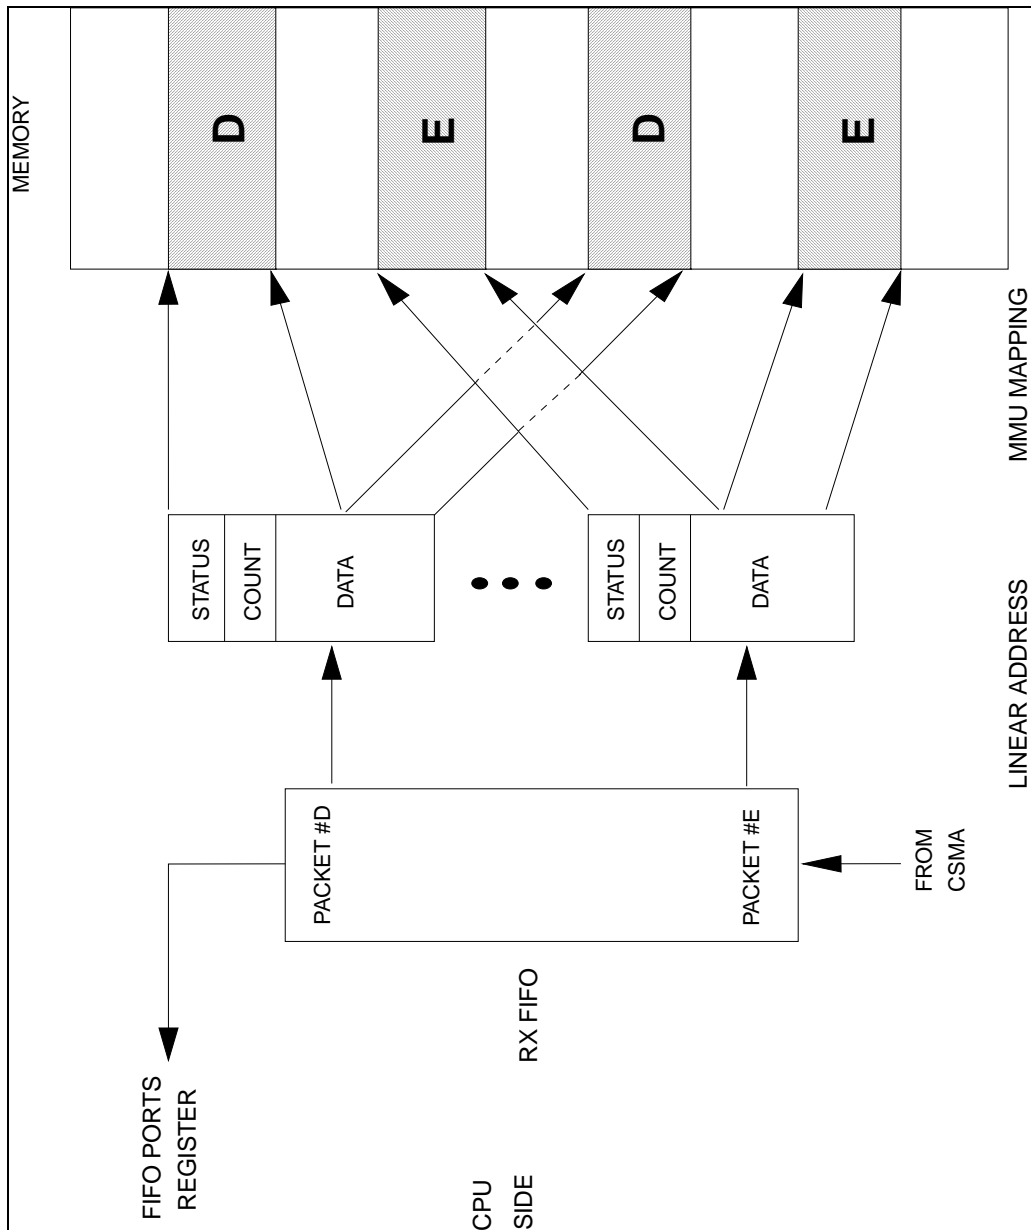 FIFO PORTS
REGISTER
CPU
SIDE
RX FIFO
PACKET #D
PACKET #E
FROM
CSMA
LINEAR ADDRESS
STATUS
COUNT
DATA
STATUS
COUNT
DATA
MMU MAPPING
MEMORY
D
E
D
E